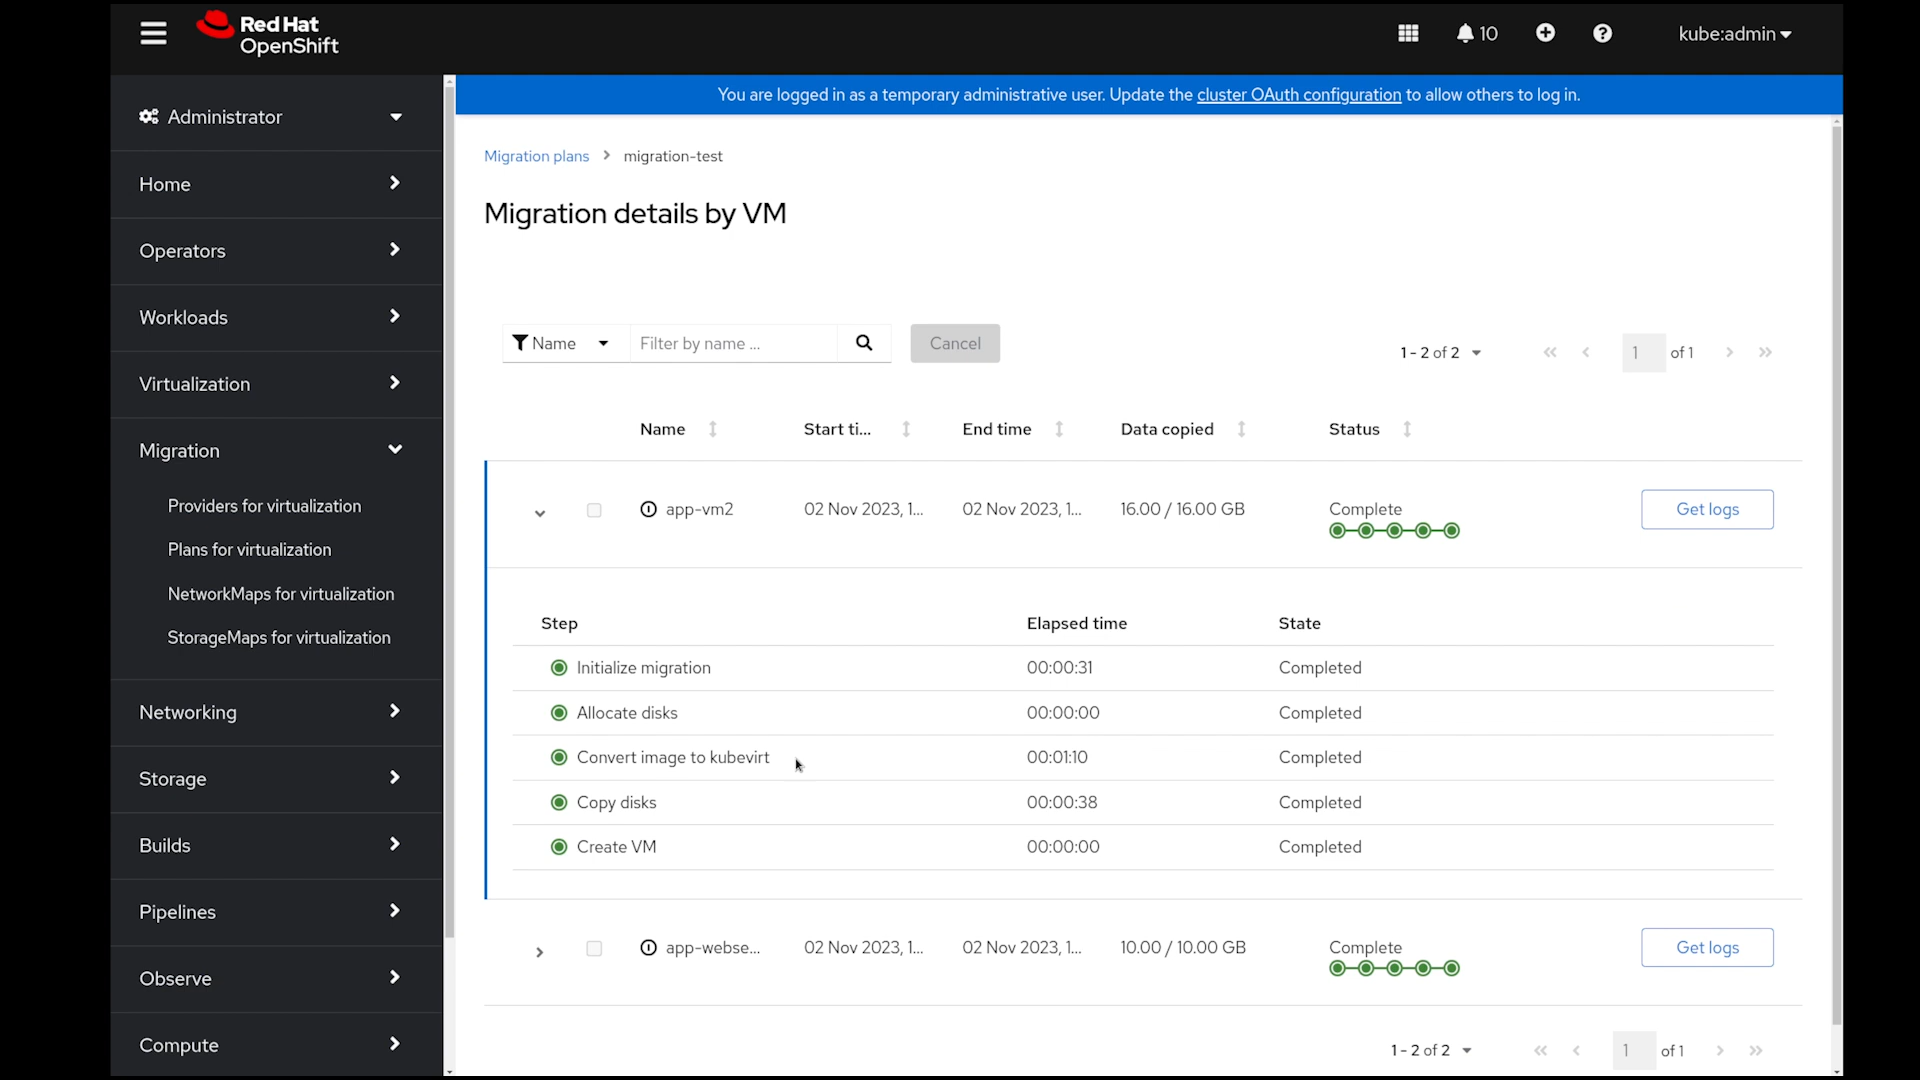 Red Hat
OpenShift
10
kube:admin
You are logged in as a temporary administrative user. Update the cluster OAuth configuration to allow others to log in.
Administrator
Home
Operators
Workloads
Virtualization
Migration
Providers for virtualization
Plans for virtualization
NetworkMaps for virtualization
StorageMaps for virtualization
Networking
Storage
Builds
Pipelines
Observe
Compute
Migration plans > migration-test
Migration details by VM
Name Filter by name ... Cancel 1 - 2 of 2 1 of 1
Name Start ti... End time Data copied Status
app-vm2 02 Nov 2023, 1... 02 Nov 2023, 1... 16.00 / 16.00 GB Complete Get logs
Step Elapsed time State
Initialize migration 00:00:31 Completed
Allocate disks 00:00:00 Completed
Convert image to kubevirt 00:01:10 Completed
Copy disks 00:00:38 Completed
Create VM 00:00:00 Completed
app-webse... 02 Nov 2023, 1... 02 Nov 2023, 1... 10.00 / 10.00 GB Complete Get logs
1 - 2 of 2 1 of 1